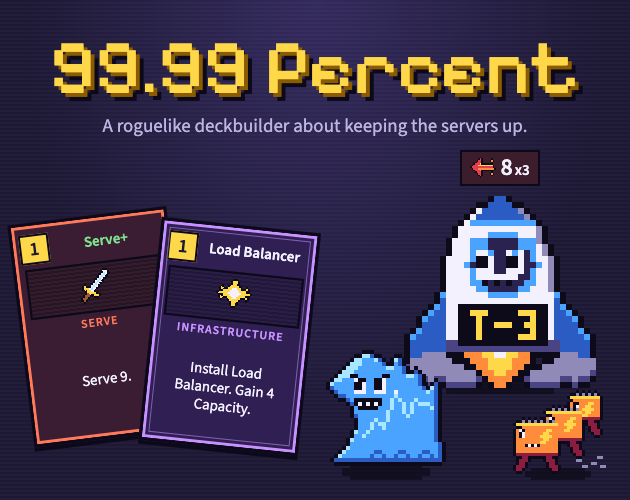 99.99 Percent
A roguelike deckbuilder about keeping the servers up.
8x3
1
Serve+
SERVE
Serve 9.
1
Load Balancer
INFRASTRUCTURE
Install Load
Balancer. Gain 4
Capacity.
T-3